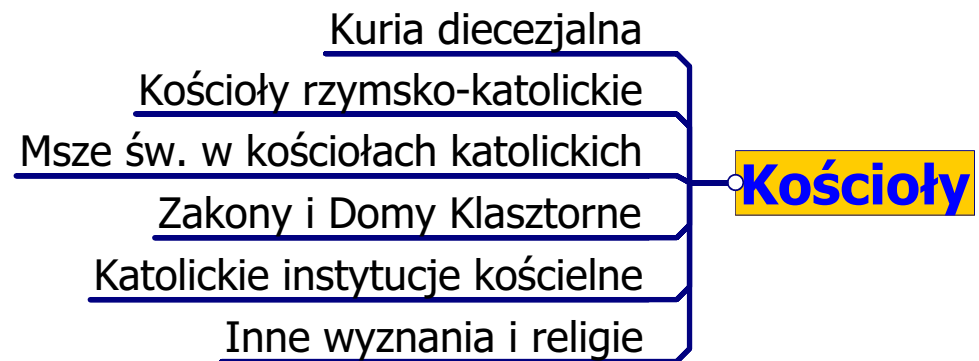 Kuria diecezjalna
Kościoły rzymsko-katolickie
Msze św. w kościołach katolickich
Zakony i Domy Klasztorne
Katolickie instytucje kościelne
Inne wyznania i religie
Kościoły